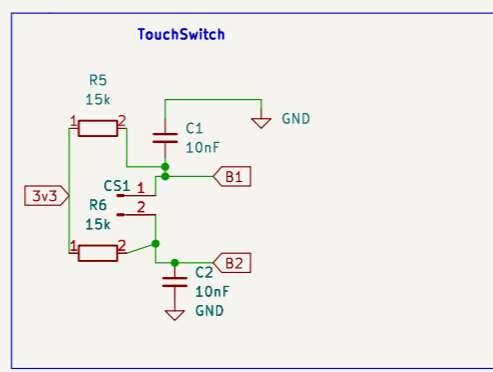 TouchSwitch
R5
15k
1 2
C1
10nF
GND
3v3
CS1 1
B1
R6
2
15k
1 2
B2
C2
10nF
GND